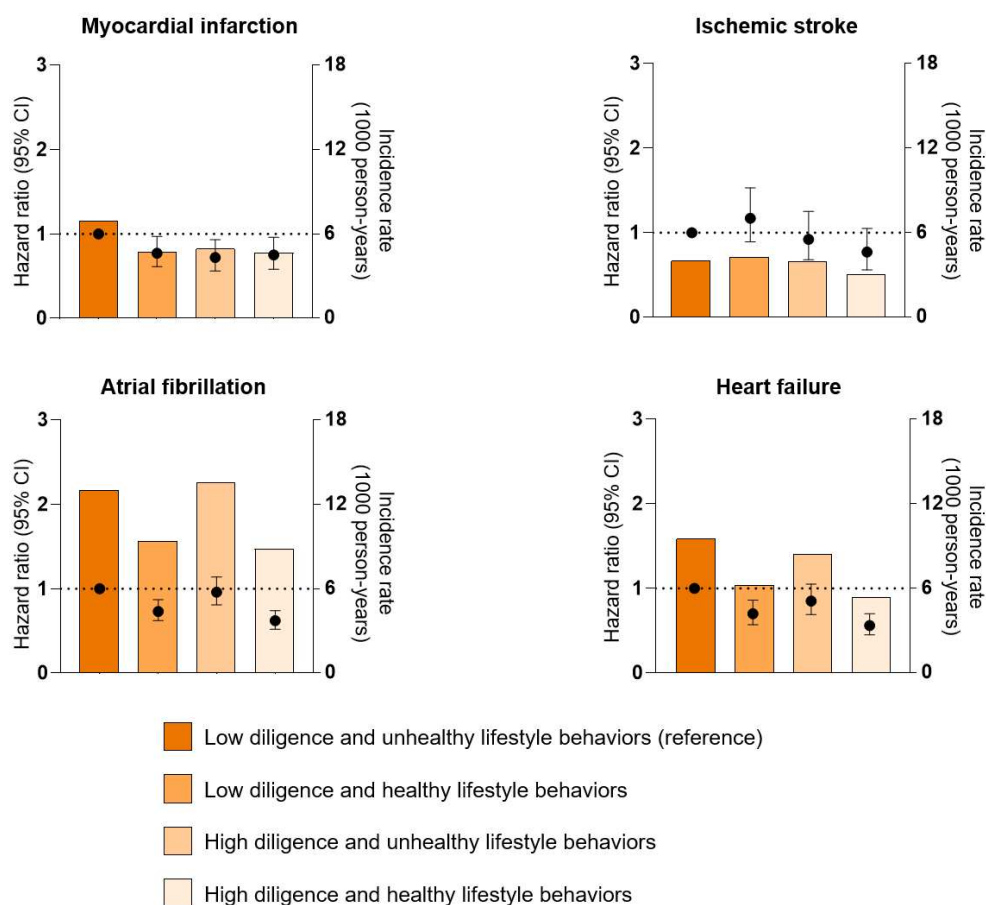 Myocardial infarction
3
2
1
0
Hazard ratio (95% CI)
18
12
6
0
Incidence rate
(1000 person-years)
Ischemic stroke
3
2
1
0
Hazard ratio (95% CI)
18
12
6
0
Incidence rate
(1000 person-years)
Atrial fibrillation
3
2
1
0
Hazard ratio (95% CI)
18
12
6
0
Incidence rate
(1000 person-years)
Heart failure
3
2
1
0
Hazard ratio (95% CI)
18
12
6
0
Incidence rate
(1000 person-years)
Low diligence and unhealthy lifestyle behaviors (reference)
Low diligence and healthy lifestyle behaviors
High diligence and unhealthy lifestyle behaviors
High diligence and healthy lifestyle behaviors